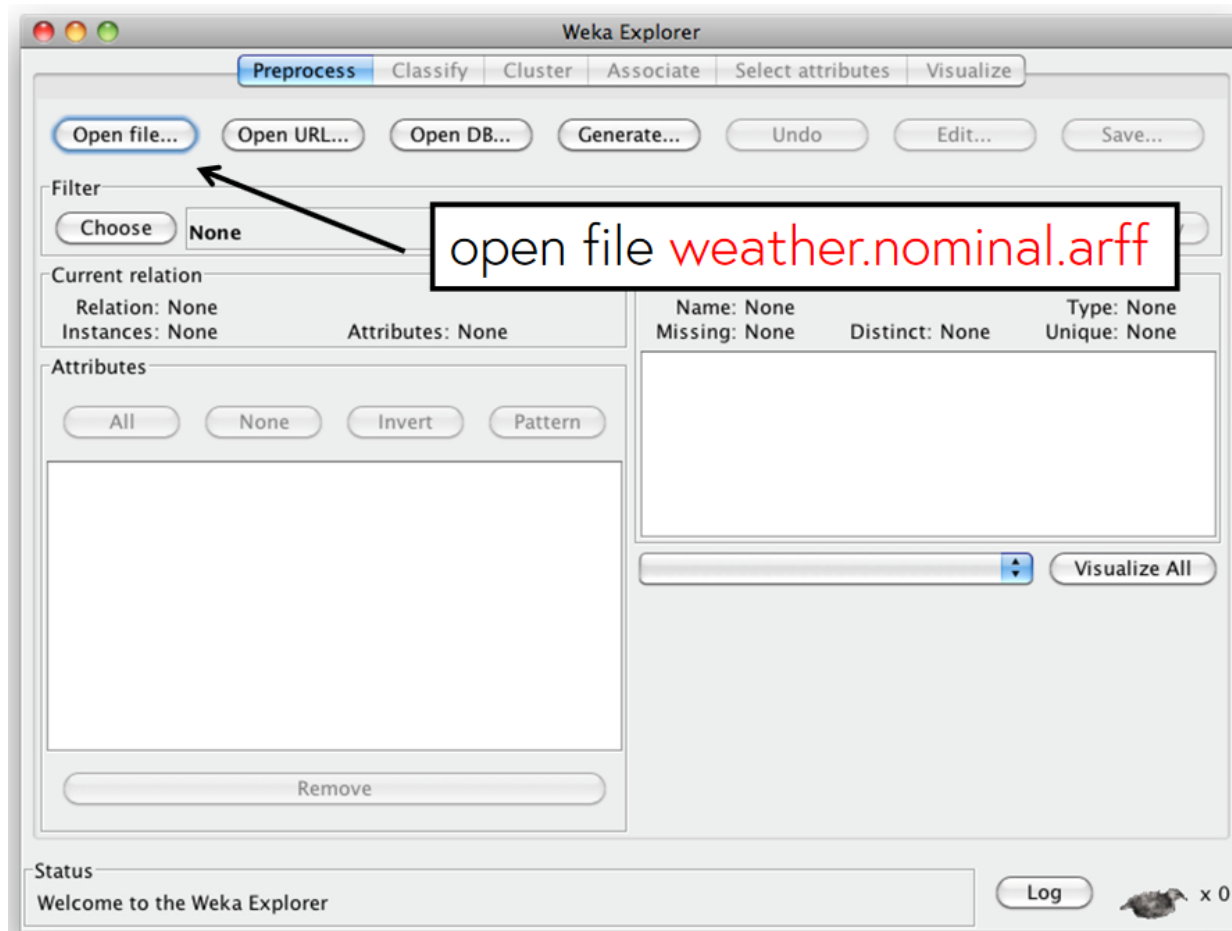 Weka Explorer
Preprocess Classify Cluster Associate Select attributes Visualize
Open file... Open URL... Open DB... Generate... Undo Edit... Save...
Filter
Choose None
open file weather.nominal.arff
Current relation
Relation: None
Instances: None Attributes: None
Name: None Type: None
Missing: None Distinct: None Unique: None
Attributes
All None Invert Pattern
Visualize All
Remove
Status
Welcome to the Weka Explorer
Log x 0